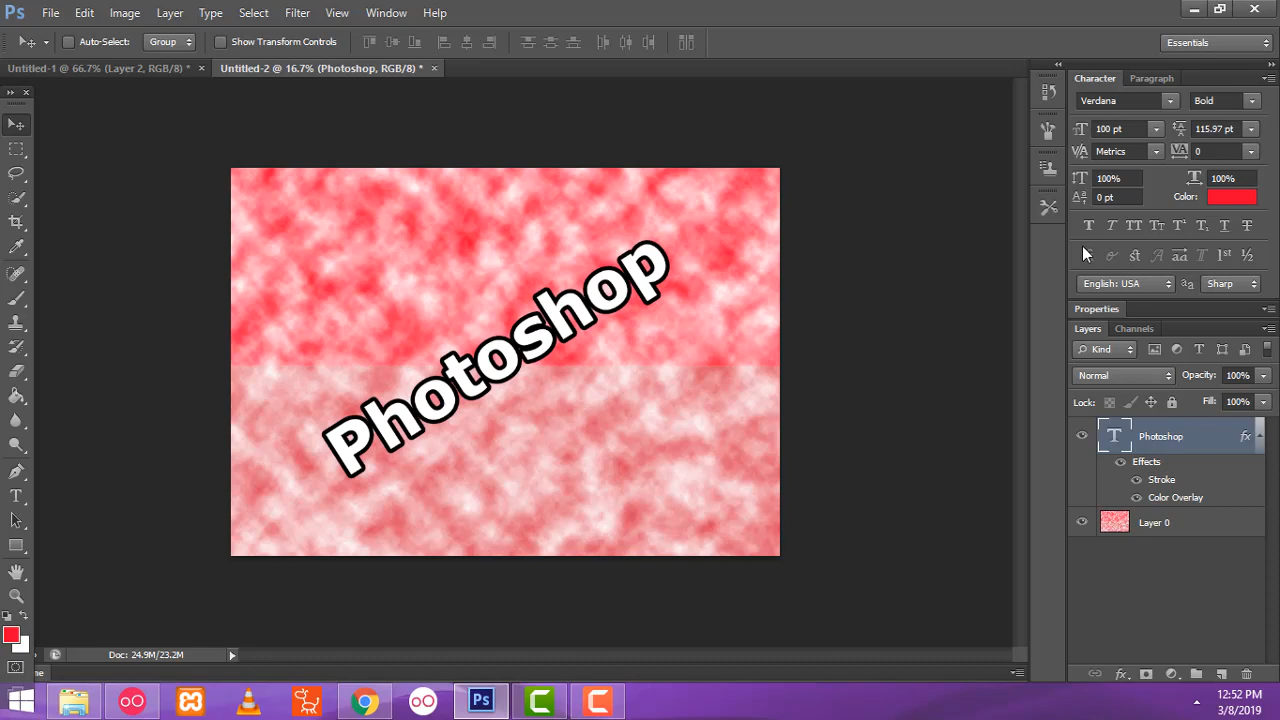 Ps File Edit Image Layer Type Select Filter View Window Help
Auto-Select: Group Show Transform Controls Essentials
Untitled-1 @ 66.7% (Layer 2, RGB/8) * × Untitled-2 @ 16.7% (Photoshop, RGB/8) * ×
Character Paragraph
Verdana Bold
100 pt 115.97 pt
Metrics 0
100% 100%
0 pt Color:
English: USA Sharp
Properties
Layers Channels
Kind
Normal Opacity: 100%
Lock: Fill: 100%
Photoshop fx
Effects
Stroke
Color Overlay
Layer 0
Photoshop
Doc: 24.9M/23.2M
ne
Ps
12:52 PM
3/8/2019